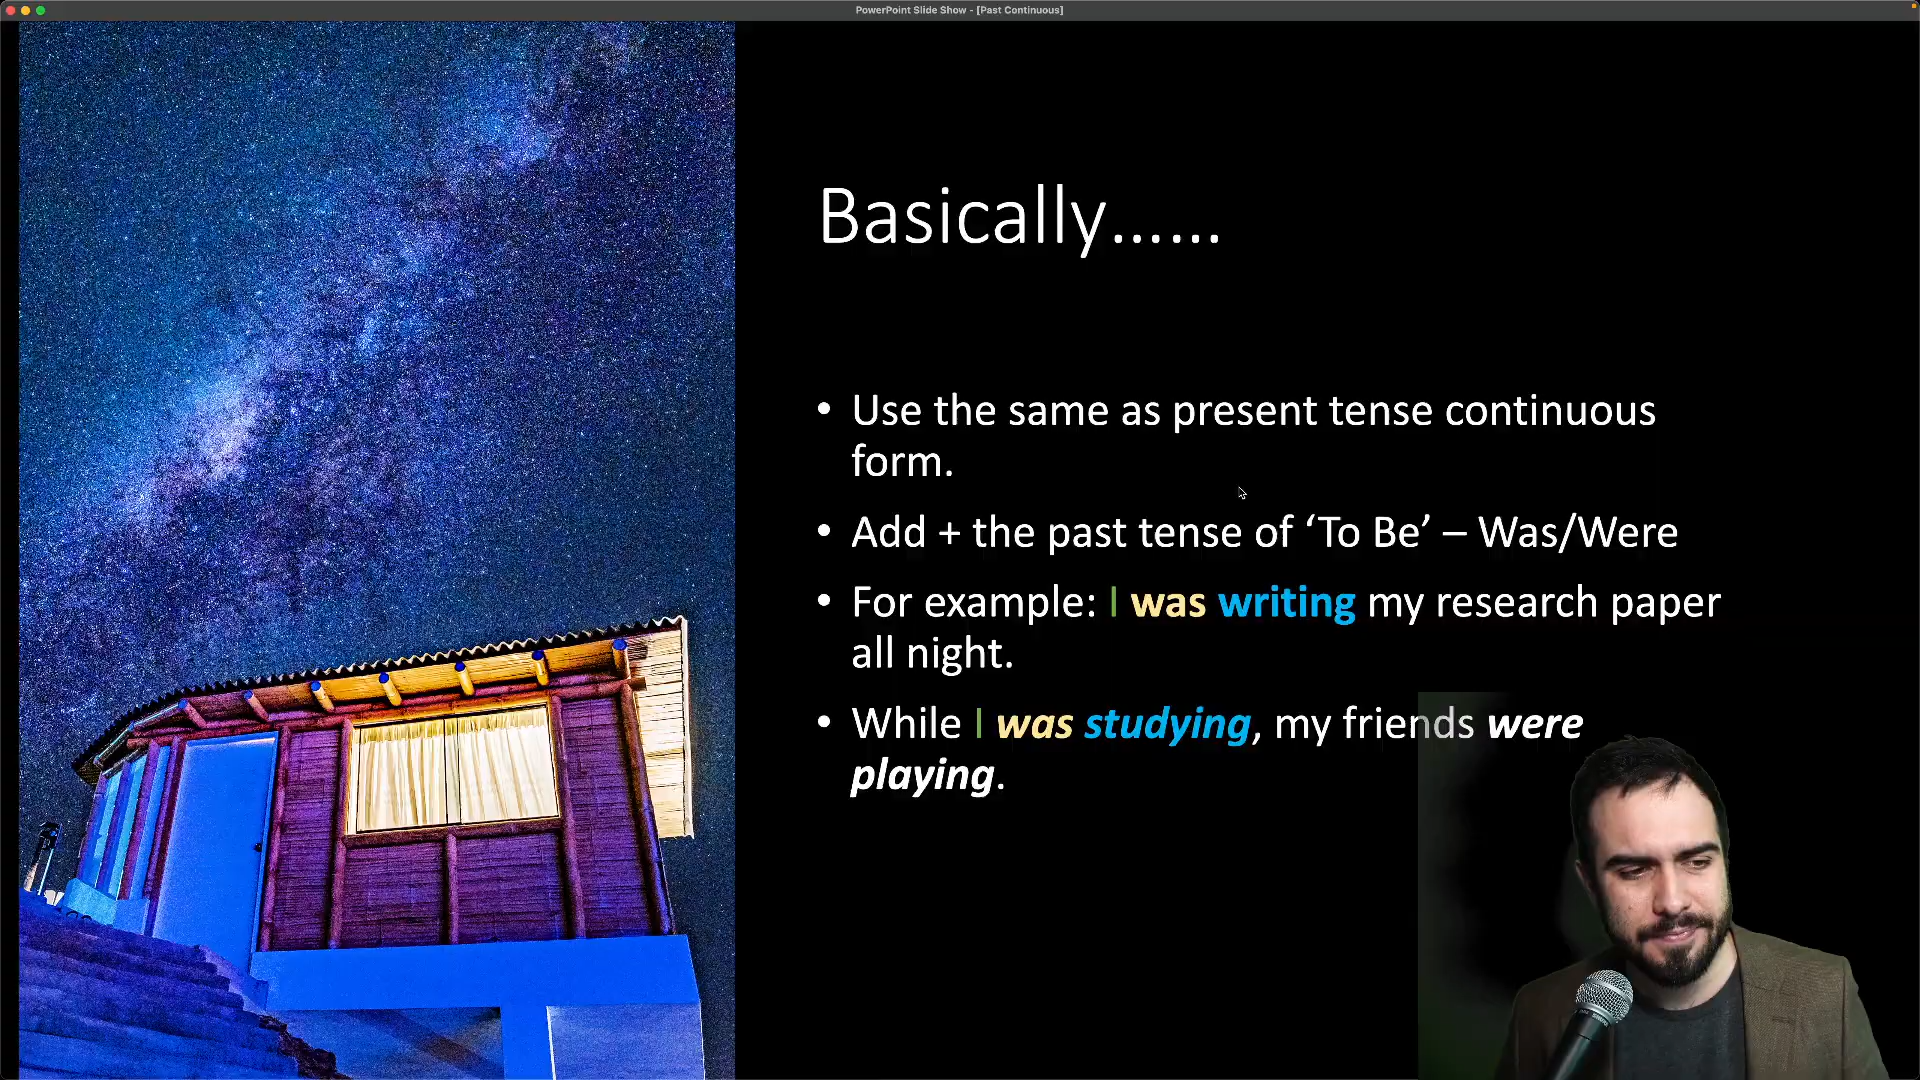 PowerPoint Slide Show - [Past Continuous]
Basically……
• Use the same as present tense continuous
form.
• Add + the past tense of ‘To Be’ – Was/Were
• For example: I was writing my research paper
all night.
• While I was studying, my friends were
playing.